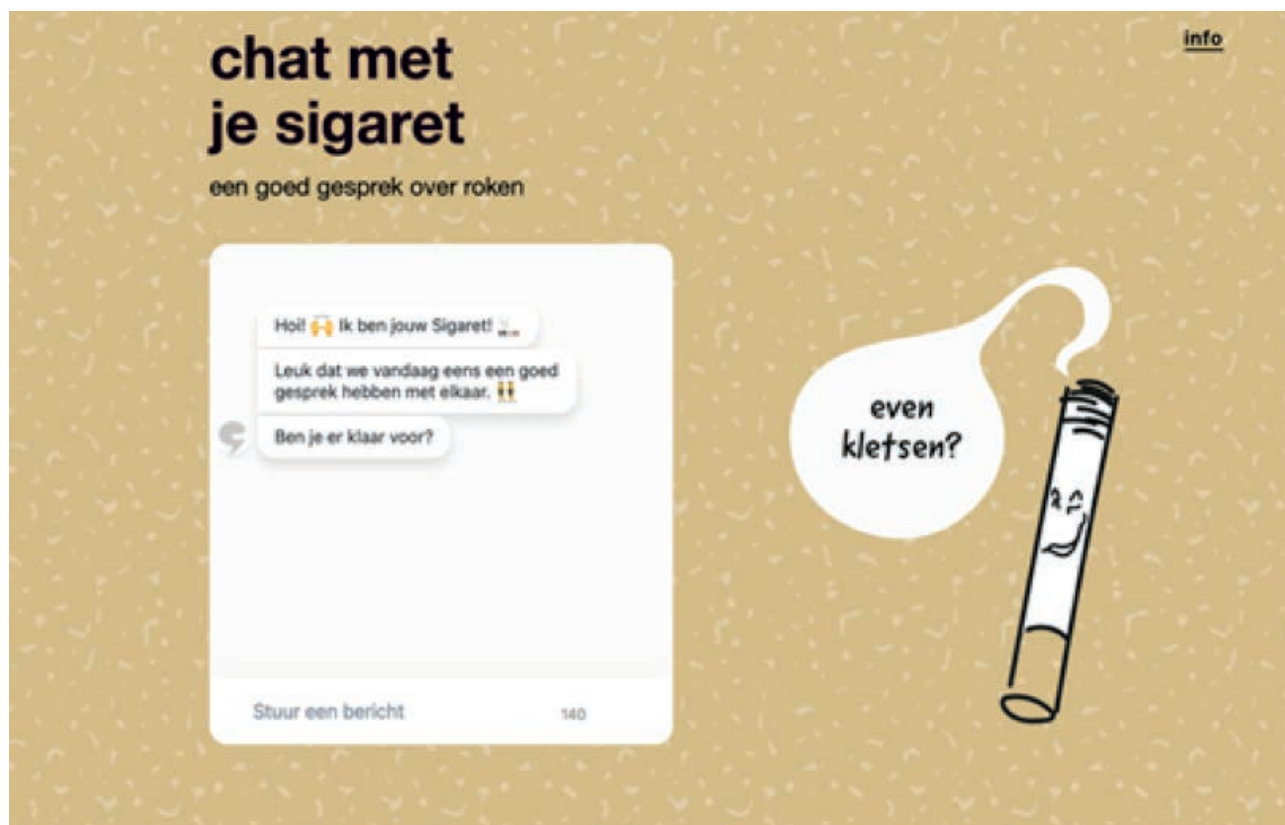 chat met
je sigaret
info
een goed gesprek over roken
Hoi! 🙌 Ik ben jouw Sigaret! 🚬
Leuk dat we vandaag eens een goed
gesprek hebben met elkaar. 👯
Ben je er klaar voor?
even
kletsen?
Stuur een bericht
140